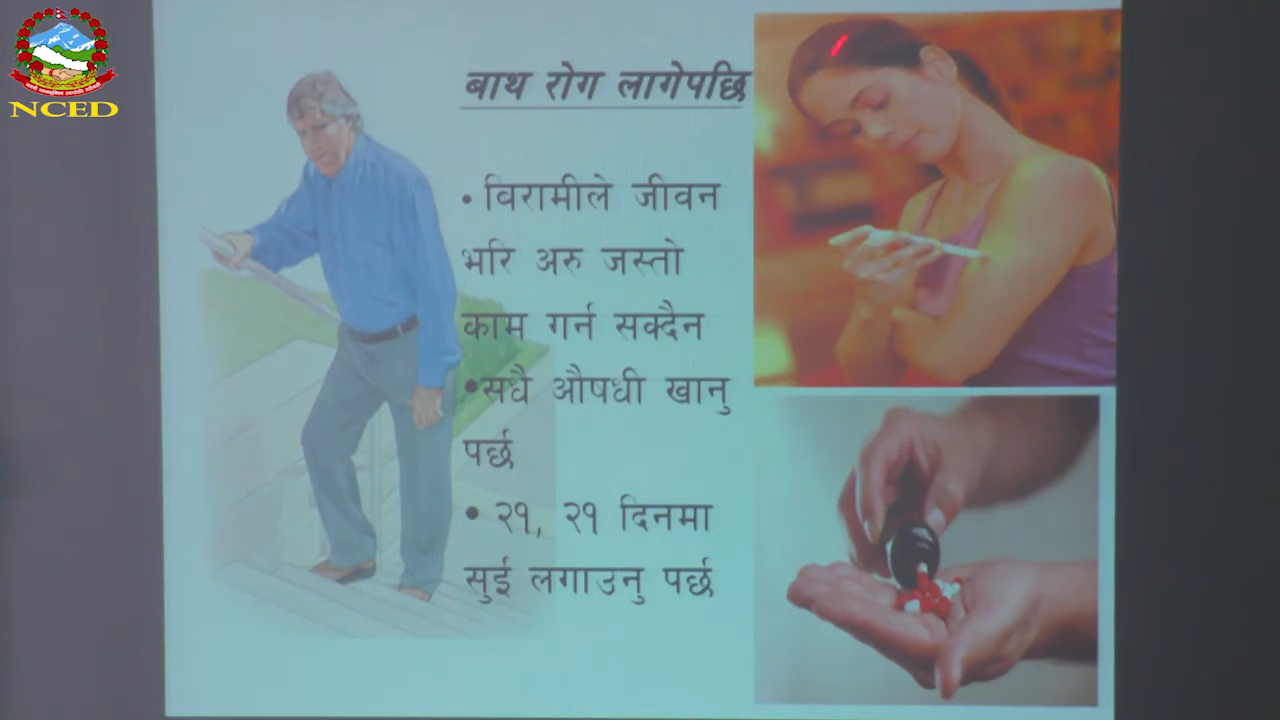 NCED
बाथ रोग लागेपछि
• विरामीले जीवन
भरि अरु जस्तो
काम गर्न सक्दैन
•सधै औषधी खानु
पर्छ
• २१, २१ दिनमा
सुई लगाउनु पर्छ